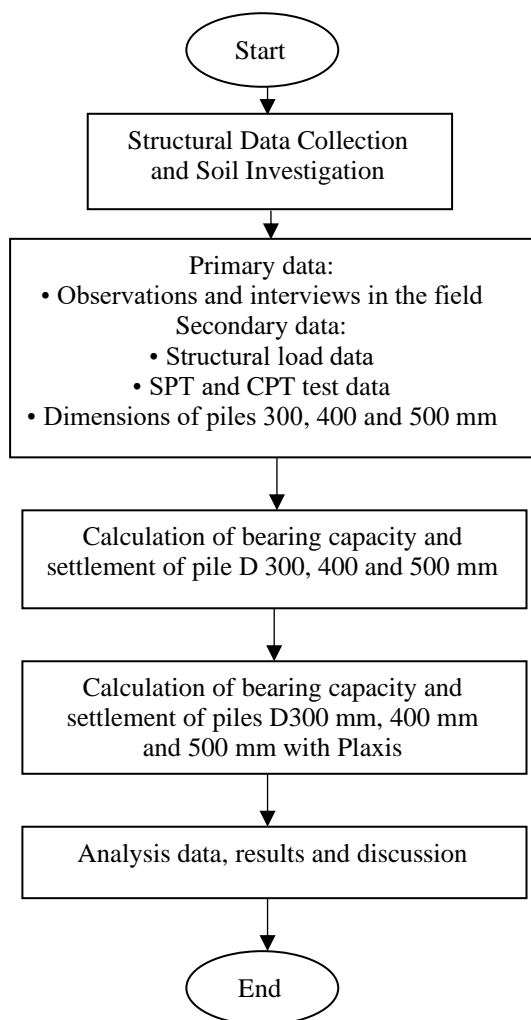 Start
Structural Data Collection
and Soil Investigation
Primary data:
• Observations and interviews in the field
Secondary data:
• Structural load data
• SPT and CPT test data
• Dimensions of piles 300, 400 and 500 mm
Calculation of bearing capacity and
settlement of pile D 300, 400 and 500 mm
Calculation of bearing capacity and
settlement of piles D300 mm, 400 mm
and 500 mm with Plaxis
Analysis data, results and discussion
End